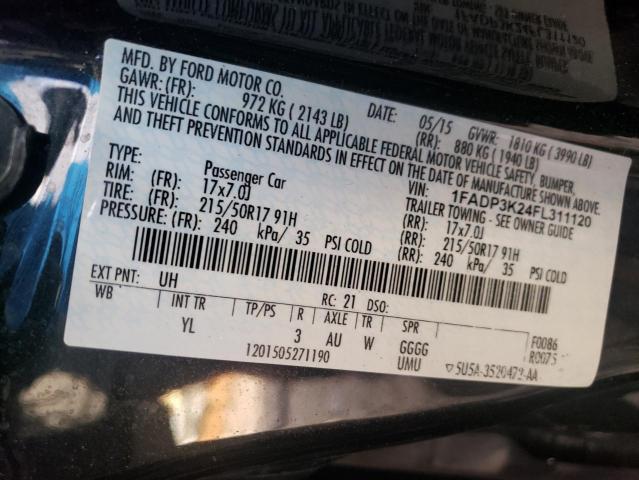 1FADP3K24FL311120
MFD. BY FORD MOTOR CO.
DATE: 05/15 GVWR: 1810 KG ( 3990 LB)
GAWR: (FR): 972 KG ( 2143 LB) (RR): 880 KG ( 1940 LB)
THIS VEHICLE CONFORMS TO ALL APPLICABLE FEDERAL MOTOR VEHICLE SAFETY, BUMPER,
AND THEFT PREVENTION STANDARDS IN EFFECT ON THE DATE OF MANUFACTURE SHOWN ABOVE.
VIN: 1FADP3K24FL311120
TYPE: Passenger Car TRAILER TOWING - SEE OWNER GUIDE
RIM: (FR): 17x7.0J (RR): 17x7.0J
TIRE: (FR): 215/50R17 91H (RR): 215/50R17 91H
PRESSURE: (FR): 240 kPa/ 35 PSI COLD (RR): 240 kPa/ 35 PSI COLD
EXT PNT: UH RC: 21 DSO:
WB INT TR TP/PS R AXLE TR SPR F0086
YL 3 AU W GGGG
1201505271190 UMU 5U5A-3520472-AA